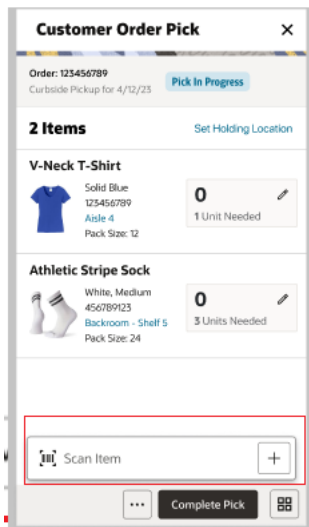 Customer Order Pick
Order: 123456789
Curbside Pickup for 4/12/23
Pick In Progress
2 Items
Set Holding Location
V-Neck T-Shirt
Solid Blue
123456789
Aisle 4
Pack Size: 12
0
1 Unit Needed
Athletic Stripe Sock
White, Medium
456789123
Backroom - Shelf 5
Pack Size: 24
0
3 Units Needed
Scan Item
Complete Pick